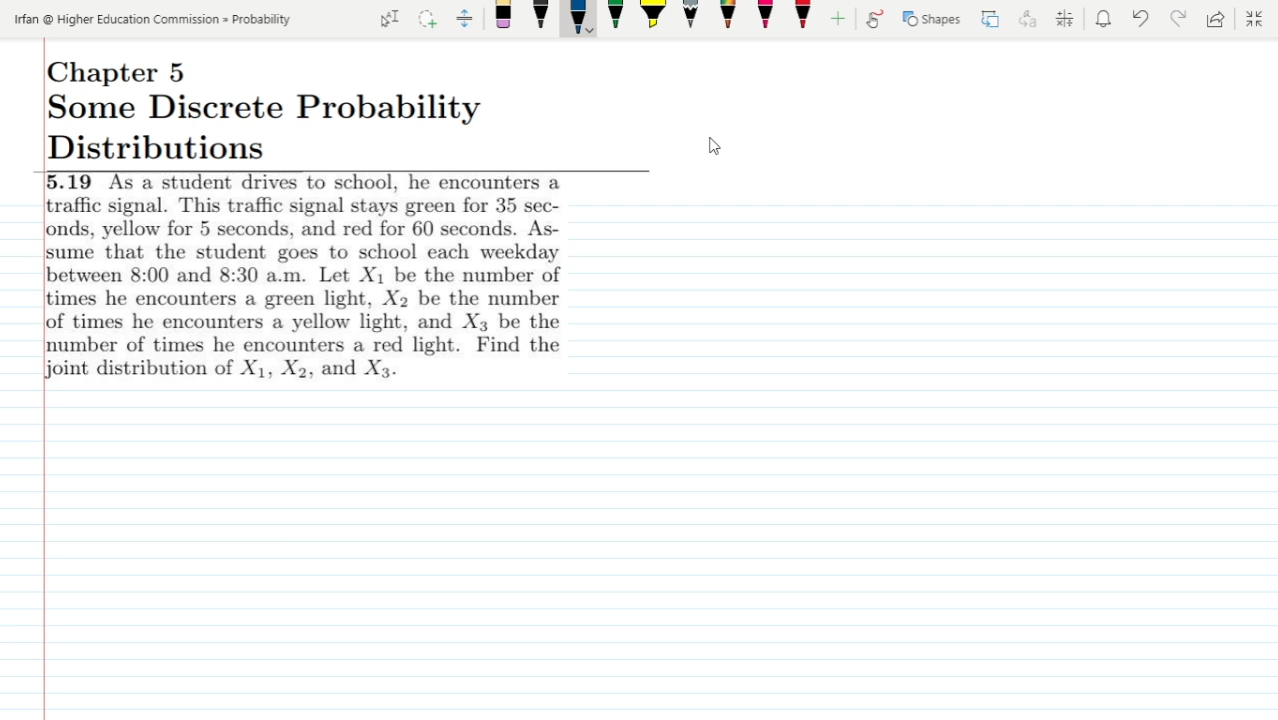 Irfan @ Higher Education Commission » Probability
Shapes
Chapter 5
Some Discrete Probability
Distributions
5.19 As a student drives to school, he encounters a
traffic signal. This traffic signal stays green for 35 sec-
onds, yellow for 5 seconds, and red for 60 seconds. As-
sume that the student goes to school each weekday
between 8:00 and 8:30 a.m. Let X₁ be the number of
times he encounters a green light, X₂ be the number
of times he encounters a yellow light, and X₃ be the
number of times he encounters a red light. Find the
joint distribution of X₁, X₂, and X₃.